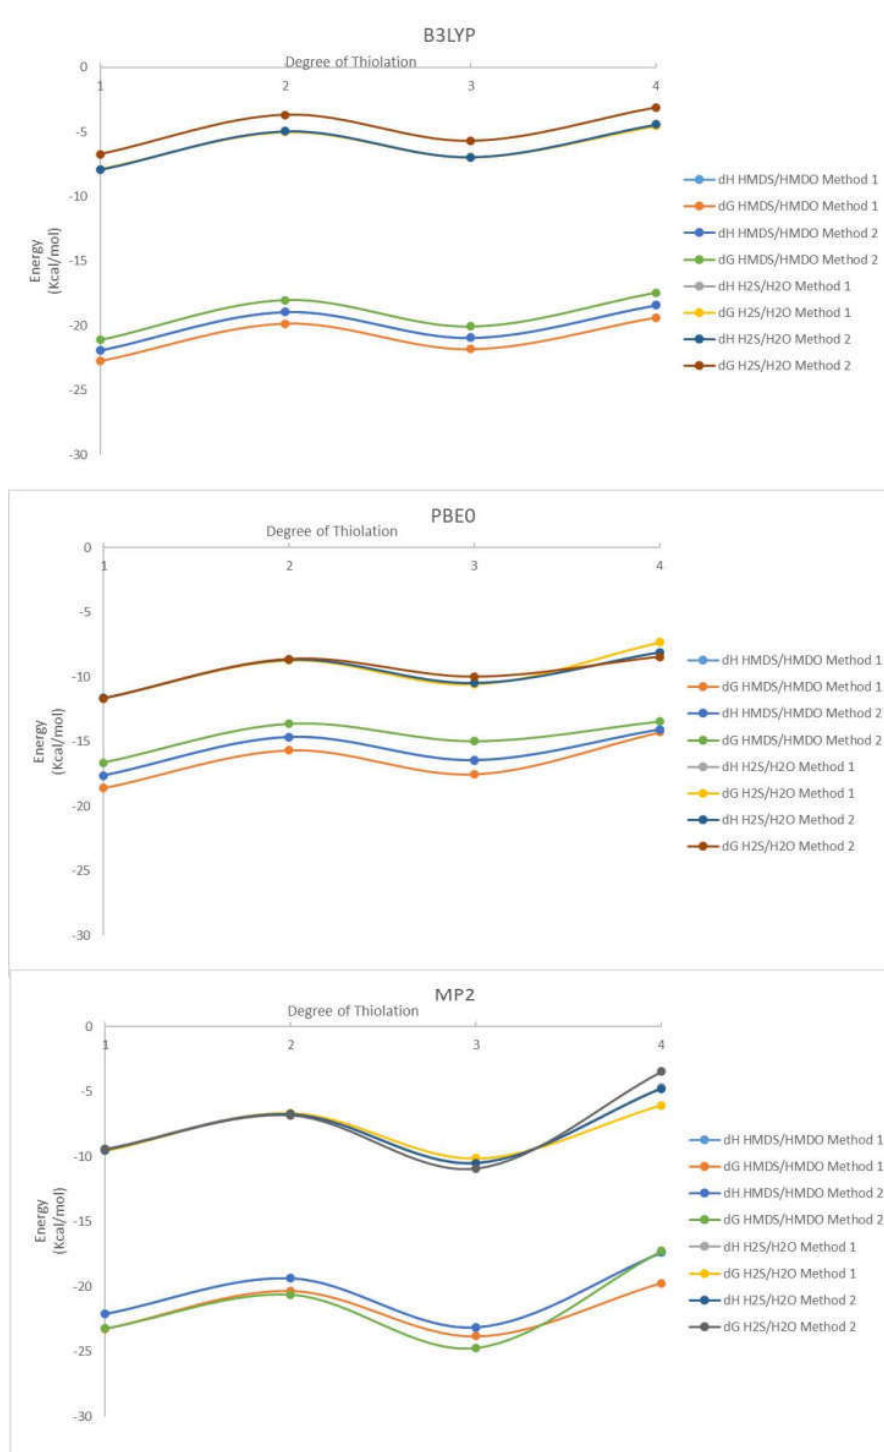 B3LYP
Degree of Thiolation
0
1
2
3
4
-5
-10
-15
-20
-25
-30
Energy
(Kcal/mol)
dH HMDS/HMDO Method 1
dG HMDS/HMDO Method 1
dH HMDS/HMDO Method 2
dG HMDS/HMDO Method 2
dH H2S/H2O Method 1
dG H2S/H2O Method 1
dH H2S/H2O Method 2
dG H2S/H2O Method 2
PBE0
Degree of Thiolation
0
1
2
3
4
-5
-10
-15
-20
-25
-30
Energy
(Kcal/mol)
dH HMDS/HMDO Method 1
dG HMDS/HMDO Method 1
dH HMDS/HMDO Method 2
dG HMDS/HMDO Method 2
dH H2S/H2O Method 1
dG H2S/H2O Method 1
dH H2S/H2O Method 2
dG H2S/H2O Method 2
MP2
Degree of Thiolation
0
1
2
3
4
-5
-10
-15
-20
-25
-30
Energy
(Kcal/mol)
dH HMDS/HMDO Method 1
dG HMDS/HMDO Method 1
dH HMDS/HMDO Method 2
dG HMDS/HMDO Method 2
dH H2S/H2O Method 1
dG H2S/H2O Method 1
dH H2S/H2O Method 2
dG H2S/H2O Method 2